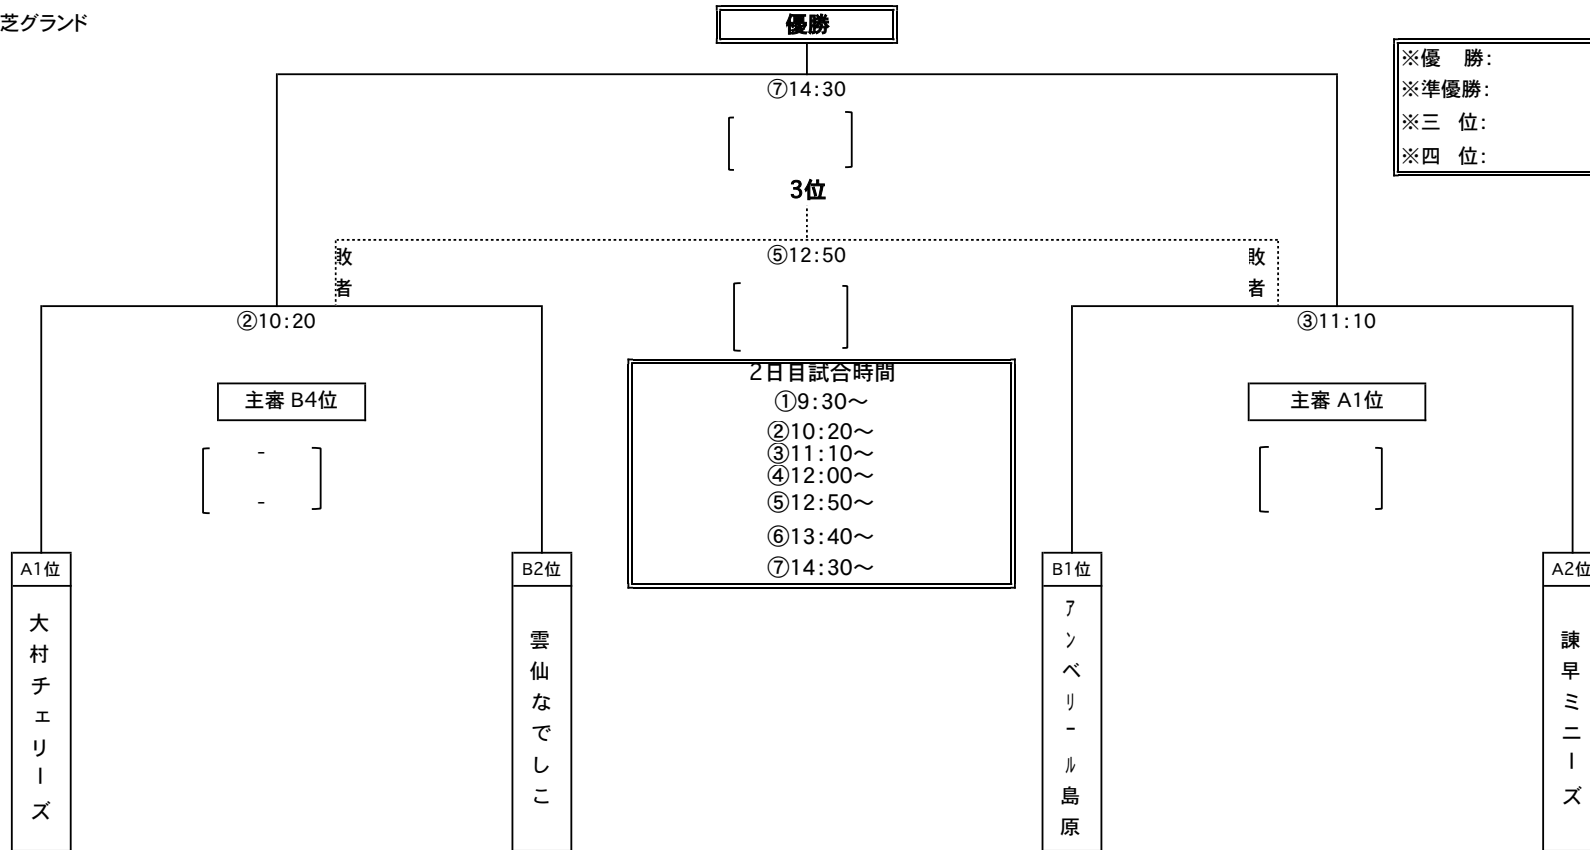 芝グランド
優勝
※優　勝：
※準優勝：
※三　位：
※四　位：
⑦14：30
3位
⑤12：50
敗者
敗者
②10：20
③11：10
主審 B4位
主審 A1位
-
-
2日目試合時間
①9：30～
②10：20～
③11：10～
④12：00～
⑤12：50～
⑥13：40～
⑦14：30～
A1位
大村チェリーズ
B2位
雲仙なでしこ
B1位
ｱﾝベﾘｰﾙ島原
A2位
諫早ミニーズ